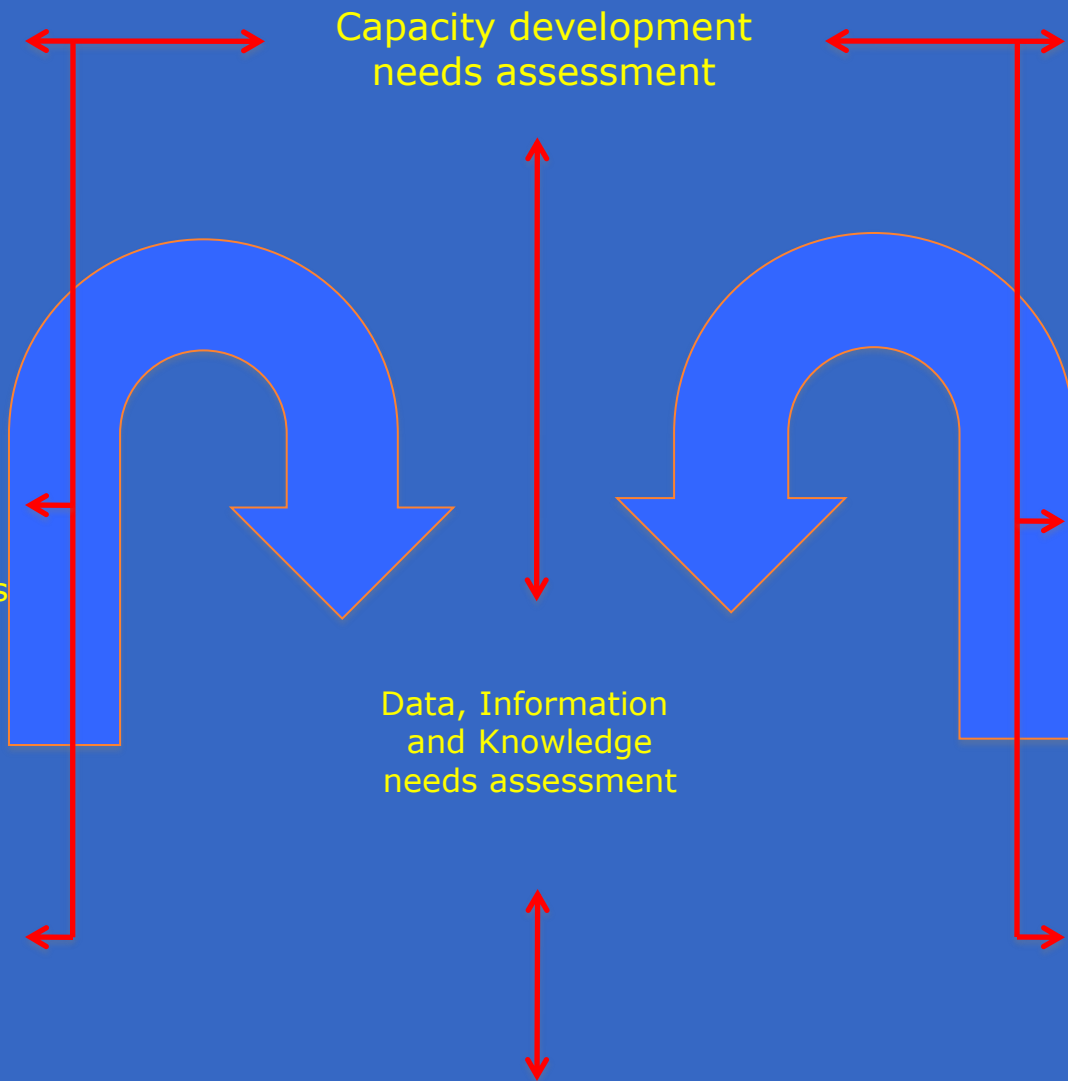 Capacity development
needs assessment
s
Data, Information
and Knowledge
needs assessment